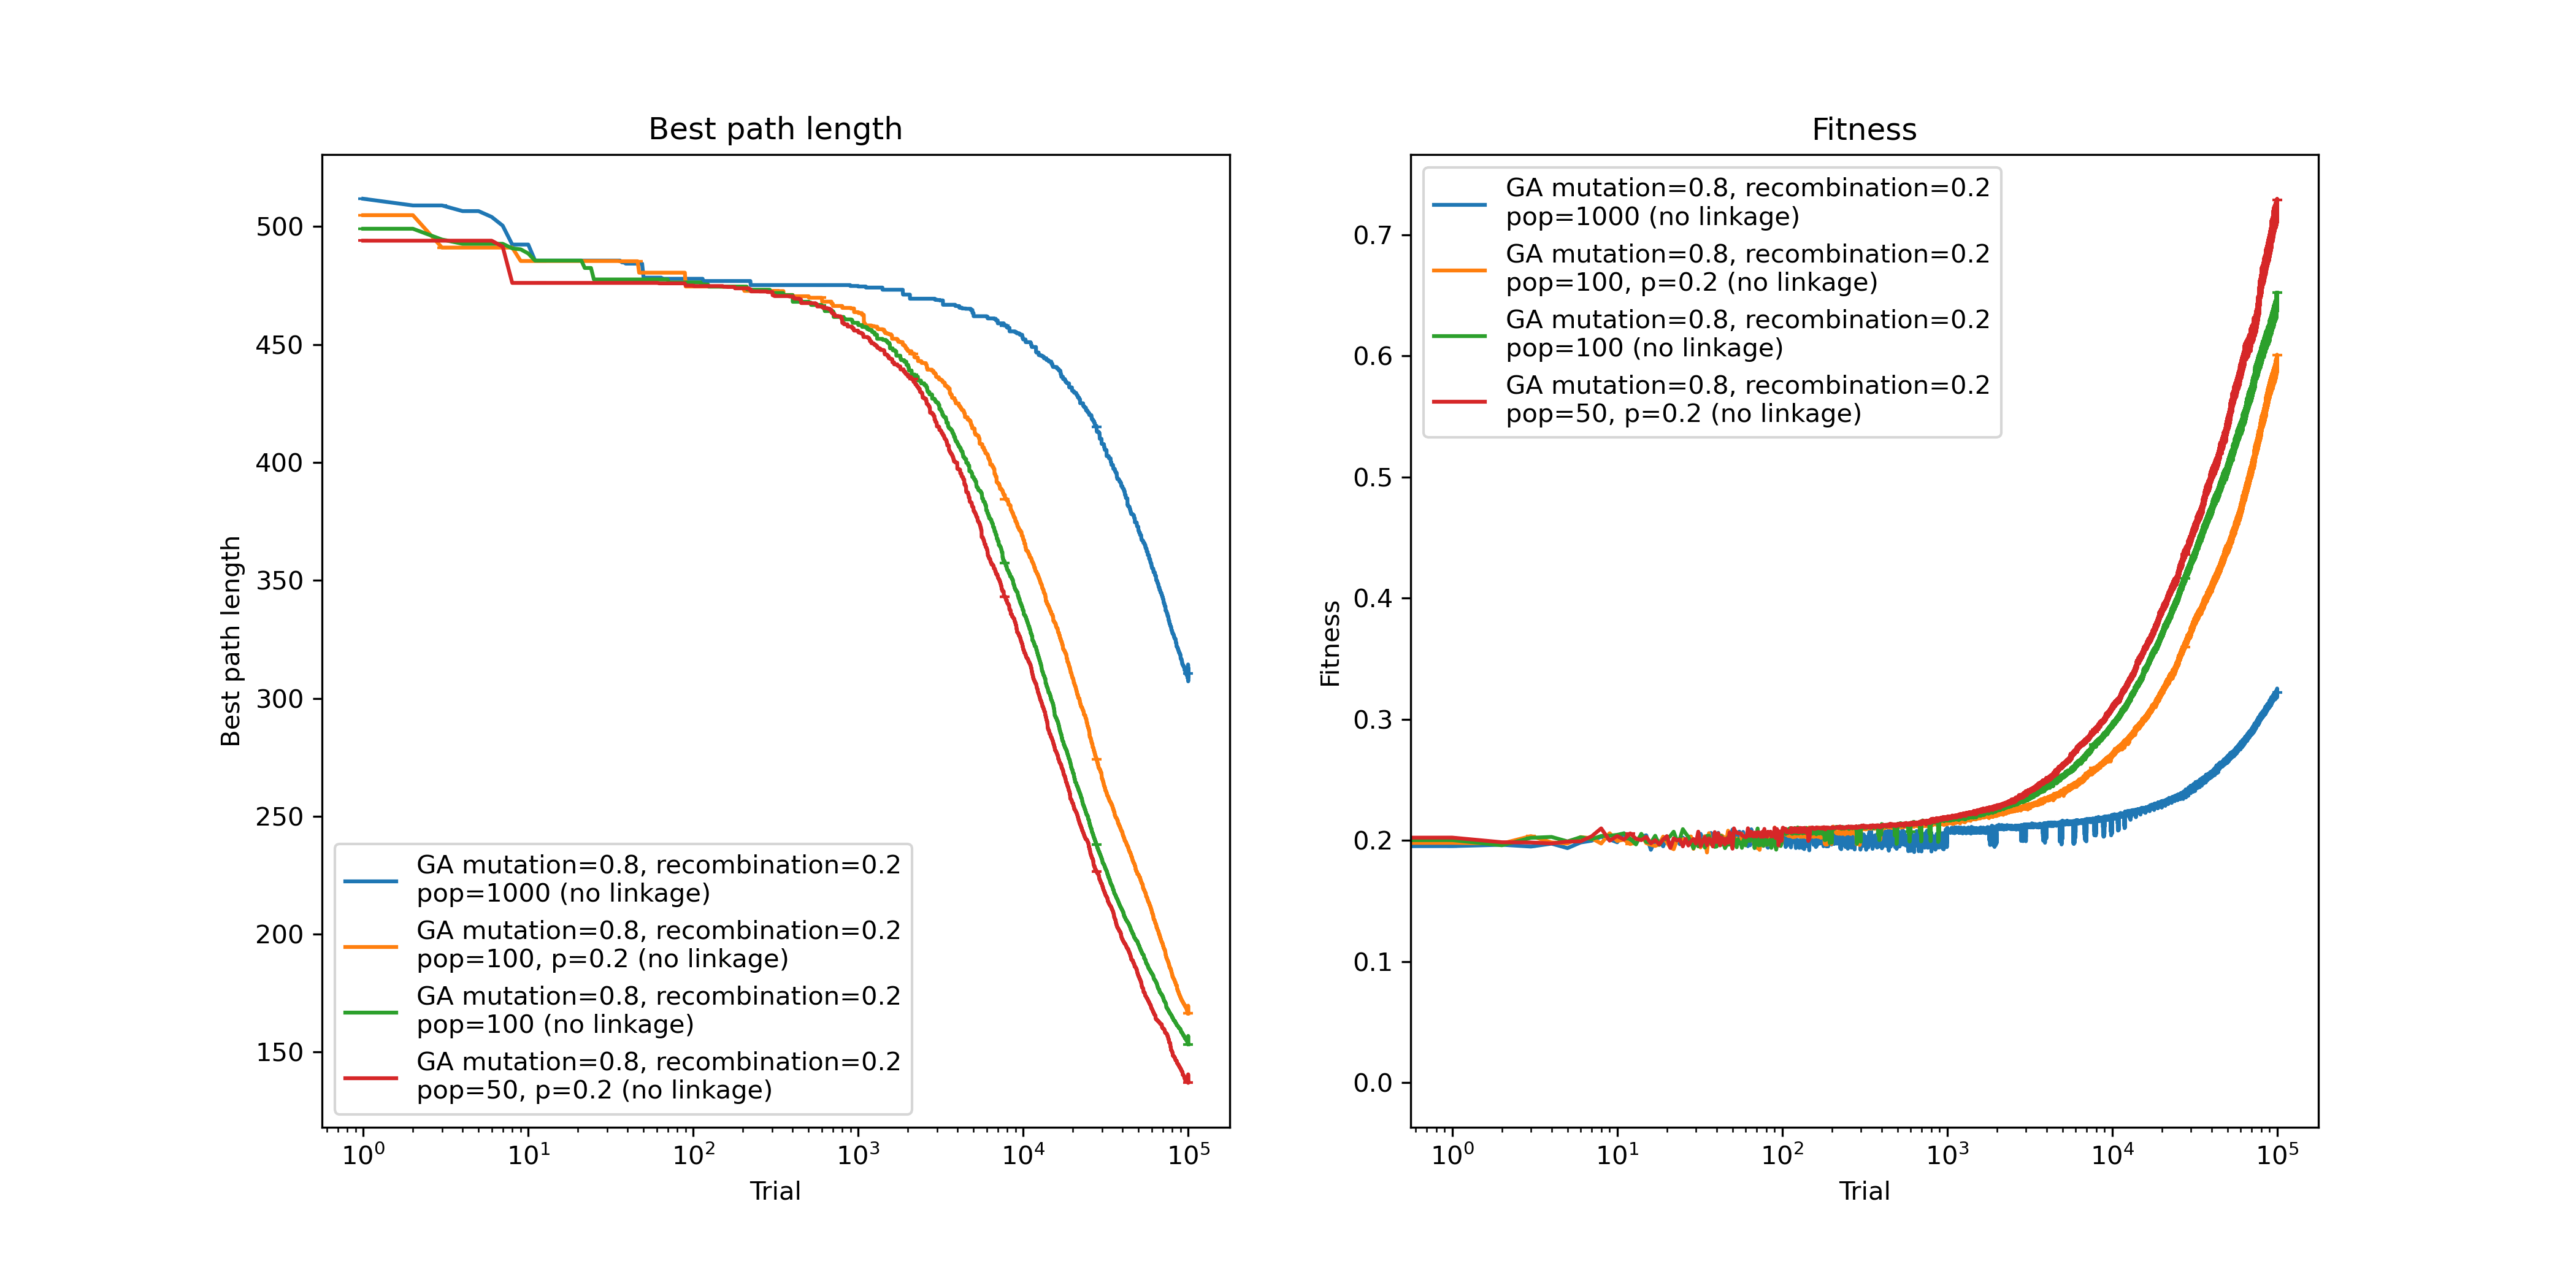 Best path length
Best path length
500
450
400
350
300
250
200
150
GA mutation=0.8, recombination=0.2
pop=1000 (no linkage)
GA mutation=0.8, recombination=0.2
pop=100, p=0.2 (no linkage)
GA mutation=0.8, recombination=0.2
pop=100 (no linkage)
GA mutation=0.8, recombination=0.2
pop=50, p=0.2 (no linkage)
10⁰ 10¹ 10² 10³ 10⁴ 10⁵
Trial
Fitness
Fitness
0.7
0.6
0.5
0.4
0.3
0.2
0.1
0.0
GA mutation=0.8, recombination=0.2
pop=1000 (no linkage)
GA mutation=0.8, recombination=0.2
pop=100, p=0.2 (no linkage)
GA mutation=0.8, recombination=0.2
pop=100 (no linkage)
GA mutation=0.8, recombination=0.2
pop=50, p=0.2 (no linkage)
10⁰ 10¹ 10² 10³ 10⁴ 10⁵
Trial